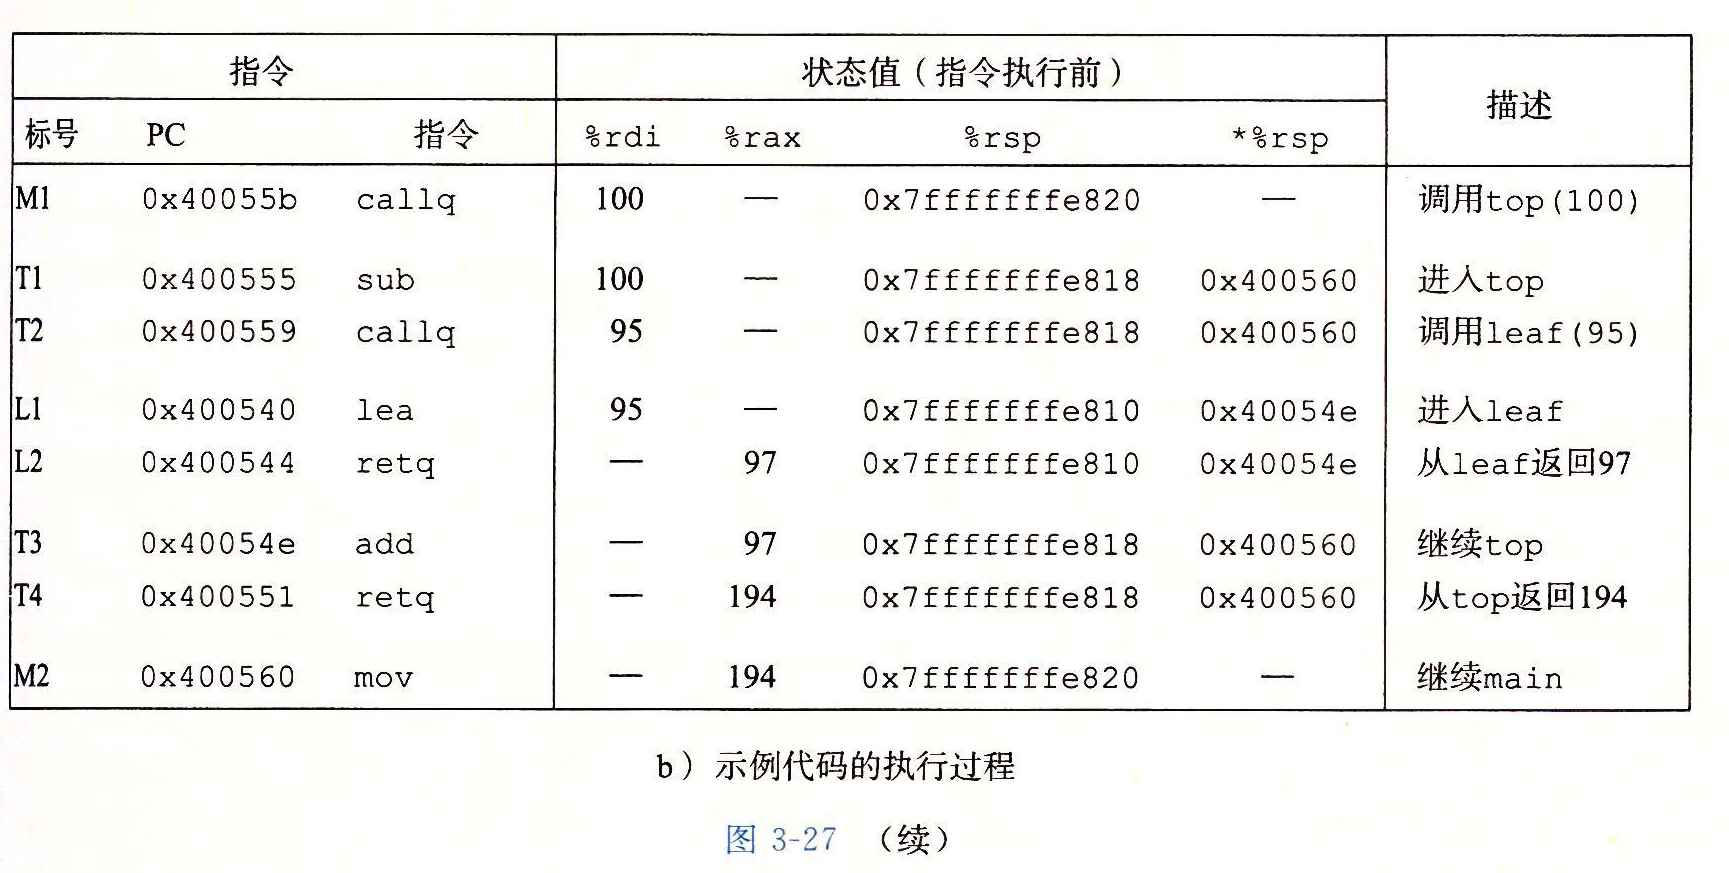 指令 状态值（指令执行前） 描述
标号 PC 指令 %rdi %rax %rsp *%rsp
M1 0x40055b callq 100 — 0x7fffffffe820 — 调用top(100)
T1 0x400555 sub 100 — 0x7fffffffe818 0x400560 进入top
T2 0x400559 callq 95 — 0x7fffffffe818 0x400560 调用leaf(95)
L1 0x400540 lea 95 — 0x7fffffffe810 0x40054e 进入leaf
L2 0x400544 retq — 97 0x7fffffffe810 0x40054e 从leaf返回97
T3 0x40054e add — 97 0x7fffffffe818 0x400560 继续top
T4 0x400551 retq — 194 0x7fffffffe818 0x400560 从top返回194
M2 0x400560 mov — 194 0x7fffffffe820 — 继续main
b）示例代码的执行过程
图 3-27 （续）